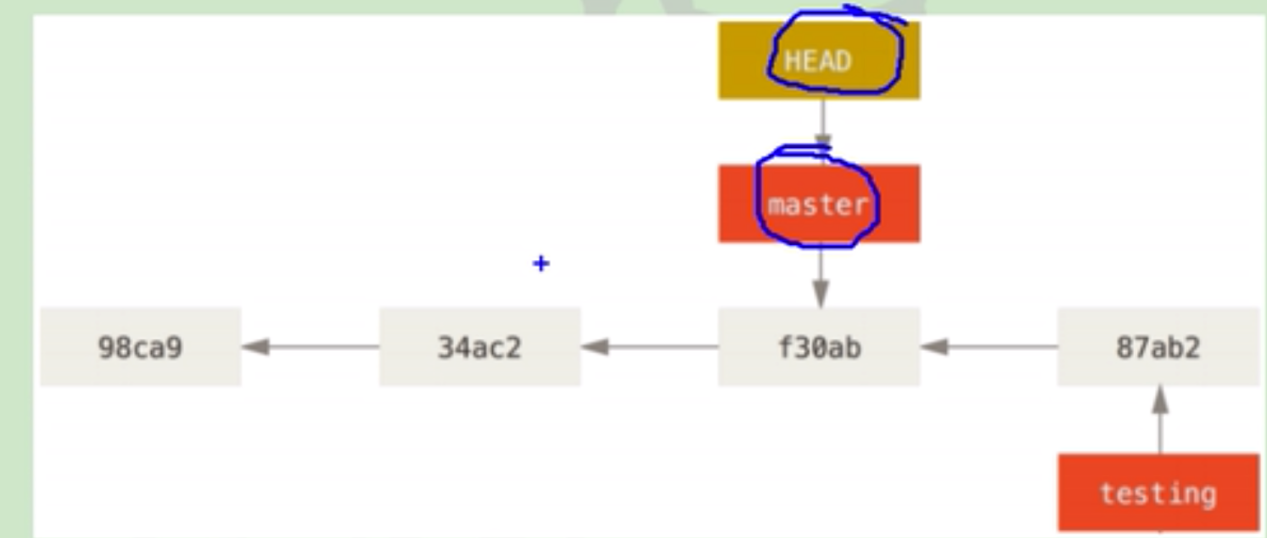 HEAD
master
98ca9
34ac2
f30ab
87ab2
testing